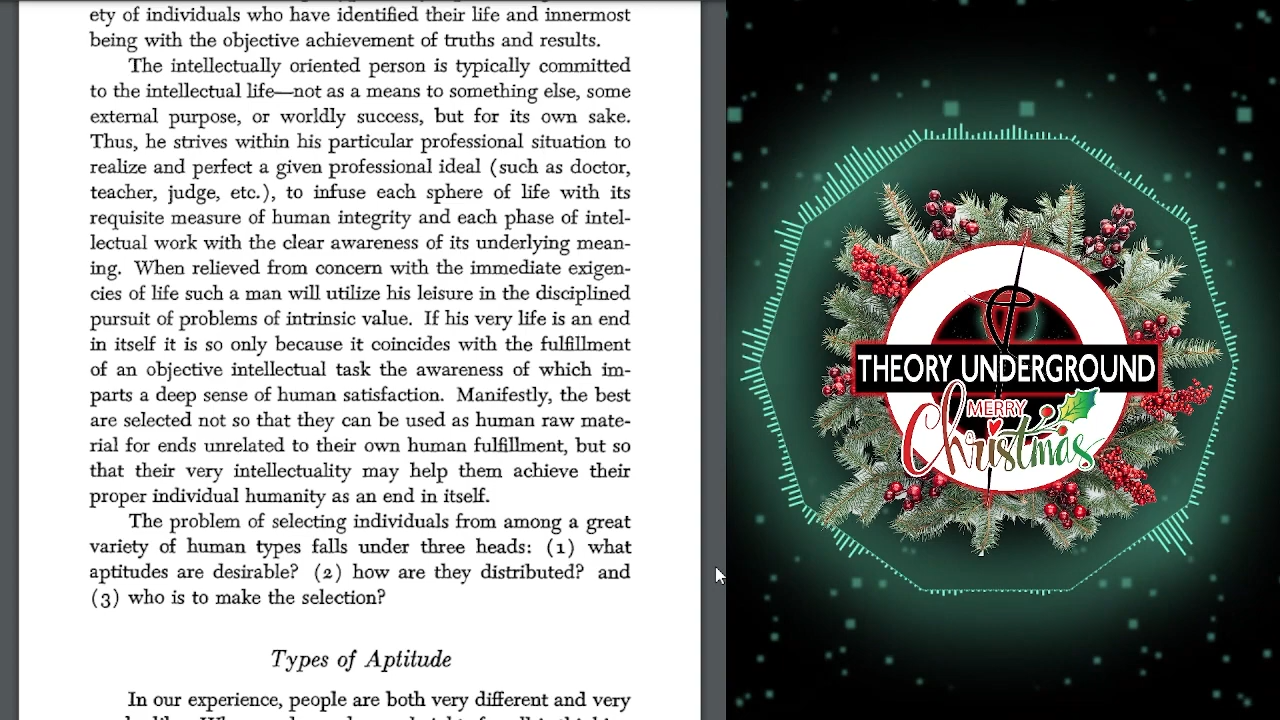 ety of individuals who have identified their life and innermost
being with the objective achievement of truths and results.
The intellectually oriented person is typically committed
to the intellectual life—not as a means to something else, some
external purpose, or worldly success, but for its own sake.
Thus, he strives within his particular professional situation to
realize and perfect a given professional ideal (such as doctor,
teacher, judge, etc.), to infuse each sphere of life with its
requisite measure of human integrity and each phase of intel-
lectual work with the clear awareness of its underlying mean-
ing. When relieved from concern with the immediate exigen-
cies of life such a man will utilize his leisure in the disciplined
pursuit of problems of intrinsic value. If his very life is an end
in itself it is so only because it coincides with the fulfillment
of an objective intellectual task the awareness of which im-
parts a deep sense of human satisfaction. Manifestly, the best
are selected not so that they can be used as human raw mate-
rial for ends unrelated to their own human fulfillment, but so
that their very intellectuality may help them achieve their
proper individual humanity as an end in itself.
The problem of selecting individuals from among a great
variety of human types falls under three heads: (1) what
aptitudes are desirable? (2) how are they distributed? and
(3) who is to make the selection?
Types of Aptitude
In our experience, people are both very different and very
THEORY UNDERGROUND
MERRY
Christmas